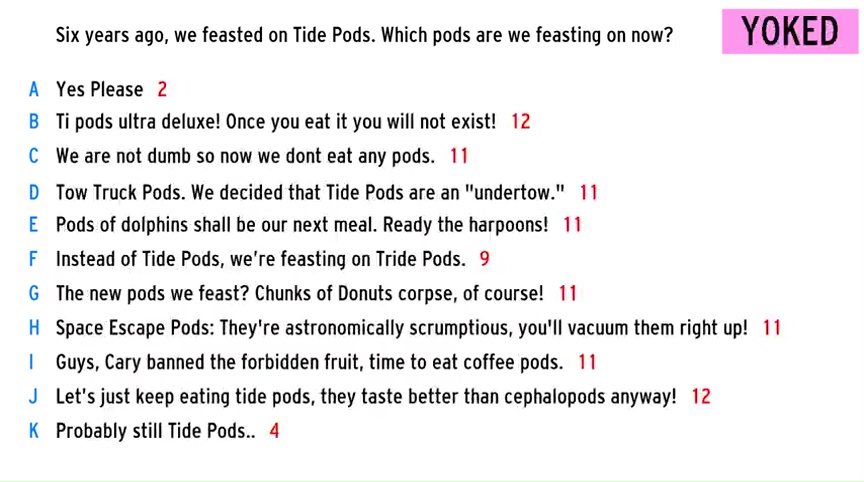 Six years ago, we feasted on Tide Pods. Which pods are we feasting on now?
YOKED
A Yes Please 2
B Ti pods ultra deluxe! Once you eat it you will not exist! 12
C We are not dumb so now we dont eat any pods. 11
D Tow Truck Pods. We decided that Tide Pods are an "undertow." 11
E Pods of dolphins shall be our next meal. Ready the harpoons! 11
F Instead of Tide Pods, we're feasting on Tride Pods. 9
G The new pods we feast? Chunks of Donuts corpse, of course! 11
H Space Escape Pods: They're astronomically scrumptious, you'll vacuum them right up! 11
I Guys, Cary banned the forbidden fruit, time to eat coffee pods. 11
J Let's just keep eating tide pods, they taste better than cephalopods anyway! 12
K Probably still Tide Pods.. 4